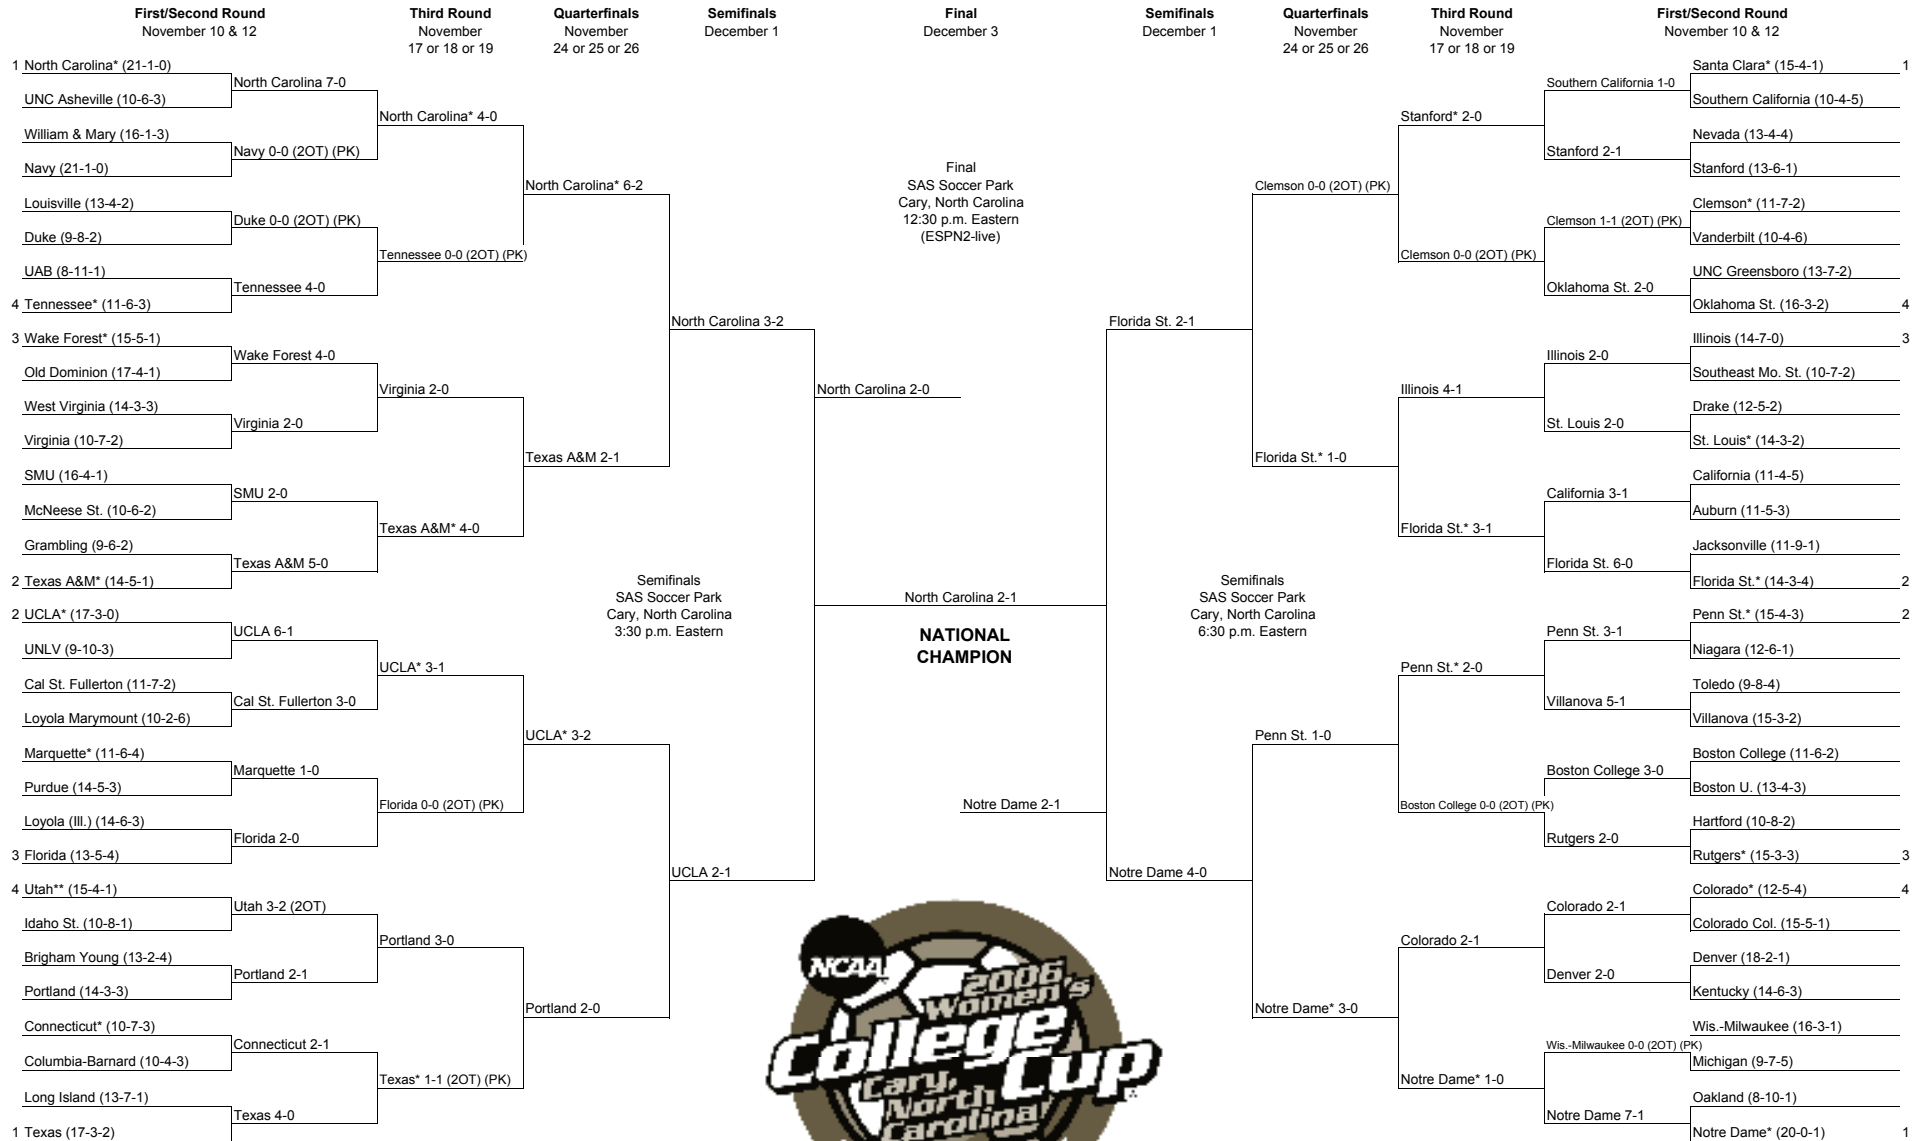 First/Second Round
November 10 & 12
Third Round
November
17 or 18 or 19
Quarterfinals
November
24 or 25 or 26
Semifinals
December 1
Final
December 3
Semifinals
December 1
Quarterfinals
November
24 or 25 or 26
Third Round
November
17 or 18 or 19
First/Second Round
November 10 & 12
1 North Carolina* (21-1-0)
UNC Asheville (10-6-3)
William & Mary (16-1-3)
Navy (21-1-0)
Louisville (13-4-2)
Duke (9-8-2)
UAB (8-11-1)
4 Tennessee* (11-6-3)
3 Wake Forest* (15-5-1)
Old Dominion (17-4-1)
West Virginia (14-3-3)
Virginia (10-7-2)
SMU (16-4-1)
McNeese St. (10-6-2)
Grambling (9-6-2)
2 Texas A&M* (14-5-1)
2 UCLA* (17-3-0)
UNLV (9-10-3)
Cal St. Fullerton (11-7-2)
Loyola Marymount (10-2-6)
Marquette* (11-6-4)
Purdue (14-5-3)
Loyola (Ill.) (14-6-3)
3 Florida (13-5-4)
4 Utah** (15-4-1)
Idaho St. (10-8-1)
Brigham Young (13-2-4)
Portland (14-3-3)
Connecticut* (10-7-3)
Columbia-Barnard (10-4-3)
Long Island (13-7-1)
1 Texas (17-3-2)
North Carolina 7-0
Navy 0-0 (2OT) (PK)
Duke 0-0 (2OT) (PK)
Tennessee 4-0
Wake Forest 4-0
Virginia 2-0
SMU 2-0
Texas A&M 5-0
UCLA 6-1
Cal St. Fullerton 3-0
Marquette 1-0
Florida 2-0
Utah 3-2 (2OT)
Portland 2-1
Connecticut 2-1
Texas 4-0
North Carolina* 4-0
Tennessee 0-0 (2OT) (PK)
Virginia 2-0
Texas A&M* 4-0
UCLA* 3-1
Florida 0-0 (2OT) (PK)
Portland 3-0
Texas* 1-1 (2OT) (PK)
North Carolina* 6-2
Texas A&M 2-1
UCLA* 3-2
Portland 2-0
North Carolina 3-2
UCLA 2-1
Semifinals
SAS Soccer Park
Cary, North Carolina
3:30 p.m. Eastern
North Carolina 2-0
Final
SAS Soccer Park
Cary, North Carolina
12:30 p.m. Eastern
(ESPN2-live)
North Carolina 2-1
NATIONAL
CHAMPION
Notre Dame 2-1
NCAA
2006
Women's
College
Cup
Cary,
North
Carolina
Florida St. 2-1
Notre Dame 4-0
Semifinals
SAS Soccer Park
Cary, North Carolina
6:30 p.m. Eastern
Clemson 0-0 (2OT) (PK)
Florida St.* 1-0
Penn St. 1-0
Notre Dame* 3-0
Stanford* 2-0
Clemson 0-0 (2OT) (PK)
Illinois 4-1
Florida St.* 3-1
Penn St.* 2-0
Boston College 0-0 (2OT) (PK)
Colorado 2-1
Notre Dame* 1-0
Southern California 1-0
Stanford 2-1
Clemson 1-1 (2OT) (PK)
Oklahoma St. 2-0
Illinois 2-0
St. Louis 2-0
California 3-1
Florida St. 6-0
Penn St. 3-1
Villanova 5-1
Boston College 3-0
Rutgers 2-0
Colorado 2-1
Denver 2-0
Wis.-Milwaukee 0-0 (2OT) (PK)
Notre Dame 7-1
Santa Clara* (15-4-1) 1
Southern California (10-4-5)
Nevada (13-4-4)
Stanford (13-6-1)
Clemson* (11-7-2)
Vanderbilt (10-4-6)
UNC Greensboro (13-7-2)
Oklahoma St. (16-3-2) 4
Illinois (14-7-0) 3
Southeast Mo. St. (10-7-2)
Drake (12-5-2)
St. Louis* (14-3-2)
California (11-4-5)
Auburn (11-5-3)
Jacksonville (11-9-1)
Florida St.* (14-3-4) 2
Penn St.* (15-4-3) 2
Niagara (12-6-1)
Toledo (9-8-4)
Villanova (15-3-2)
Boston College (11-6-2)
Boston U. (13-4-3)
Hartford (10-8-2)
Rutgers* (15-3-3) 3
Colorado* (12-5-4) 4
Colorado Col. (15-5-1)
Denver (18-2-1)
Kentucky (14-6-3)
Wis.-Milwaukee (16-3-1)
Michigan (9-7-5)
Oakland (8-10-1)
Notre Dame* (20-0-1) 1